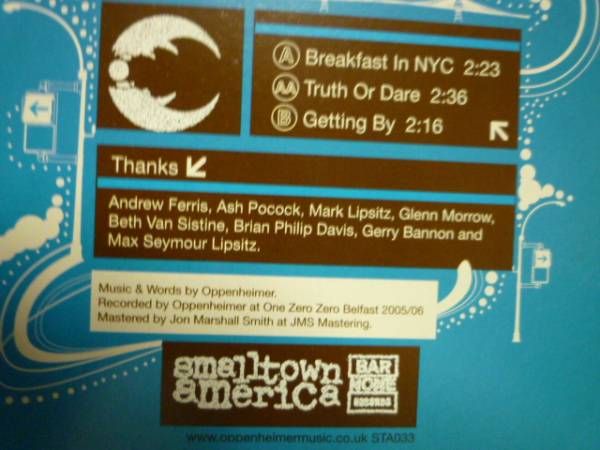 A Breakfast In NYC 2:23
AA Truth Or Dare 2:36
B Getting By 2:16
Thanks
Andrew Ferris, Ash Pocock, Mark Lipsitz, Glenn Morrow,
Beth Van Sistine, Brian Philip Davis, Gerry Bannon and
Max Seymour Lipsitz.
Music & Words by Oppenheimer.
Recorded by Oppenheimer at One Zero Zero Belfast 2005/06
Mastered by Jon Marshall Smith at JMS Mastering.
smalltown
america
BAR
NONE
RECORDS
www.oppenheimermusic.co.uk STA033